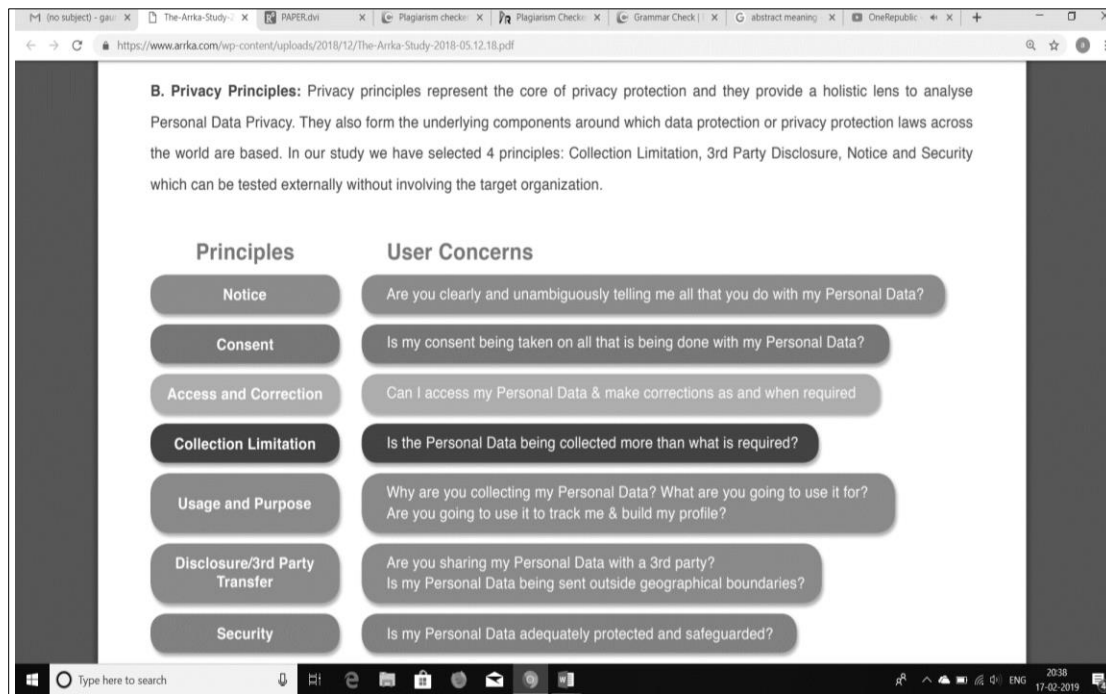 (no subject) - gau
The-Arrka-Study-2
PAPER.dvi
Plagiarism checke
Plagiarism Checke
Grammar Check |
abstract meaning
OneRepublic -
https://www.arrka.com/wp-content/uploads/2018/12/The-Arrka-Study-2018-05.12.18.pdf
B. Privacy Principles: Privacy principles represent the core of privacy protection and they provide a holistic lens to analyse
Personal Data Privacy. They also form the underlying components around which data protection or privacy protection laws across
the world are based. In our study we have selected 4 principles: Collection Limitation, 3rd Party Disclosure, Notice and Security
which can be tested externally without involving the target organization.
Principles User Concerns
Notice Are you clearly and unambiguously telling me all that you do with my Personal Data?
Consent Is my consent being taken on all that is being done with my Personal Data?
Access and Correction Can I access my Personal Data & make corrections as and when required
Collection Limitation Is the Personal Data being collected more than what is required?
Usage and Purpose
Why are you collecting my Personal Data? What are you going to use it for?
Are you going to use it to track me & build my profile?
Disclosure/3rd Party
Transfer
Are you sharing my Personal Data with a 3rd party?
Is my Personal Data being sent outside geographical boundaries?
Security Is my Personal Data adequately protected and safeguarded?
Type here to search
ENG
20:38
17-02-2019